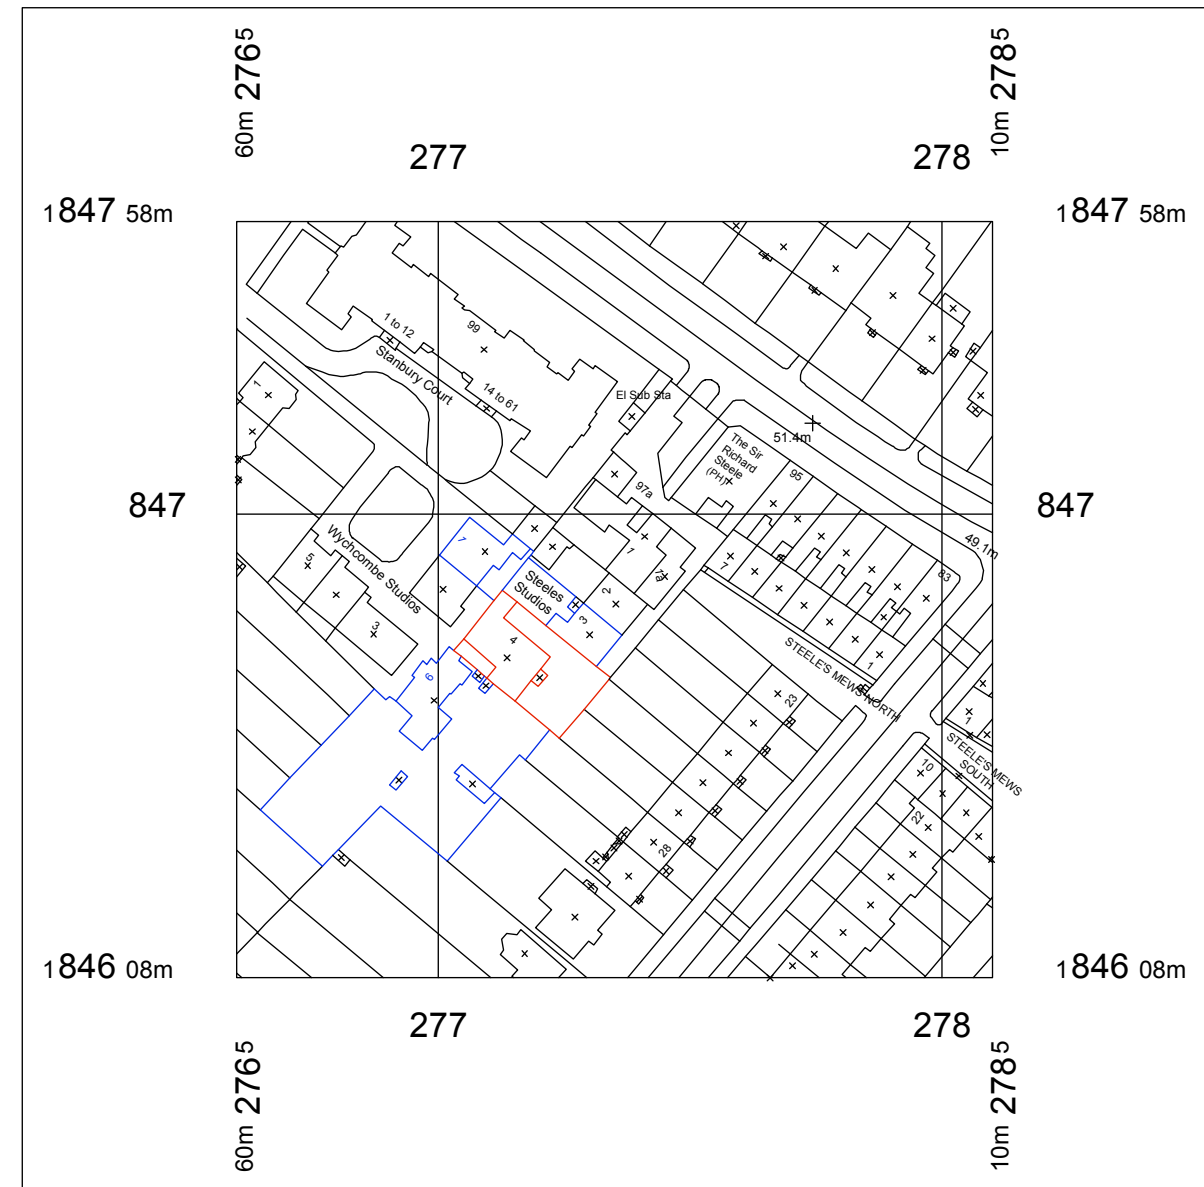 60m 2765
10m 2785
277
278
1847 58m
1847 58m
1 to 12
99
Stanbury Court
14 to 61
1
El Sub Sta
51.4m
The Sir
Richard
Steele
(PH)
95
97a
847
847
49.1m
Wychcombe Studios
5
3
7
Steeles
Studios
1
7a
2
3
7
83
4
6
1
STEELE'S MEWS NORTH
23
1
STEELE'S MEWS
SOUTH
10
22
28
1846 08m
1846 08m
277
278
60m 2765
10m 2785